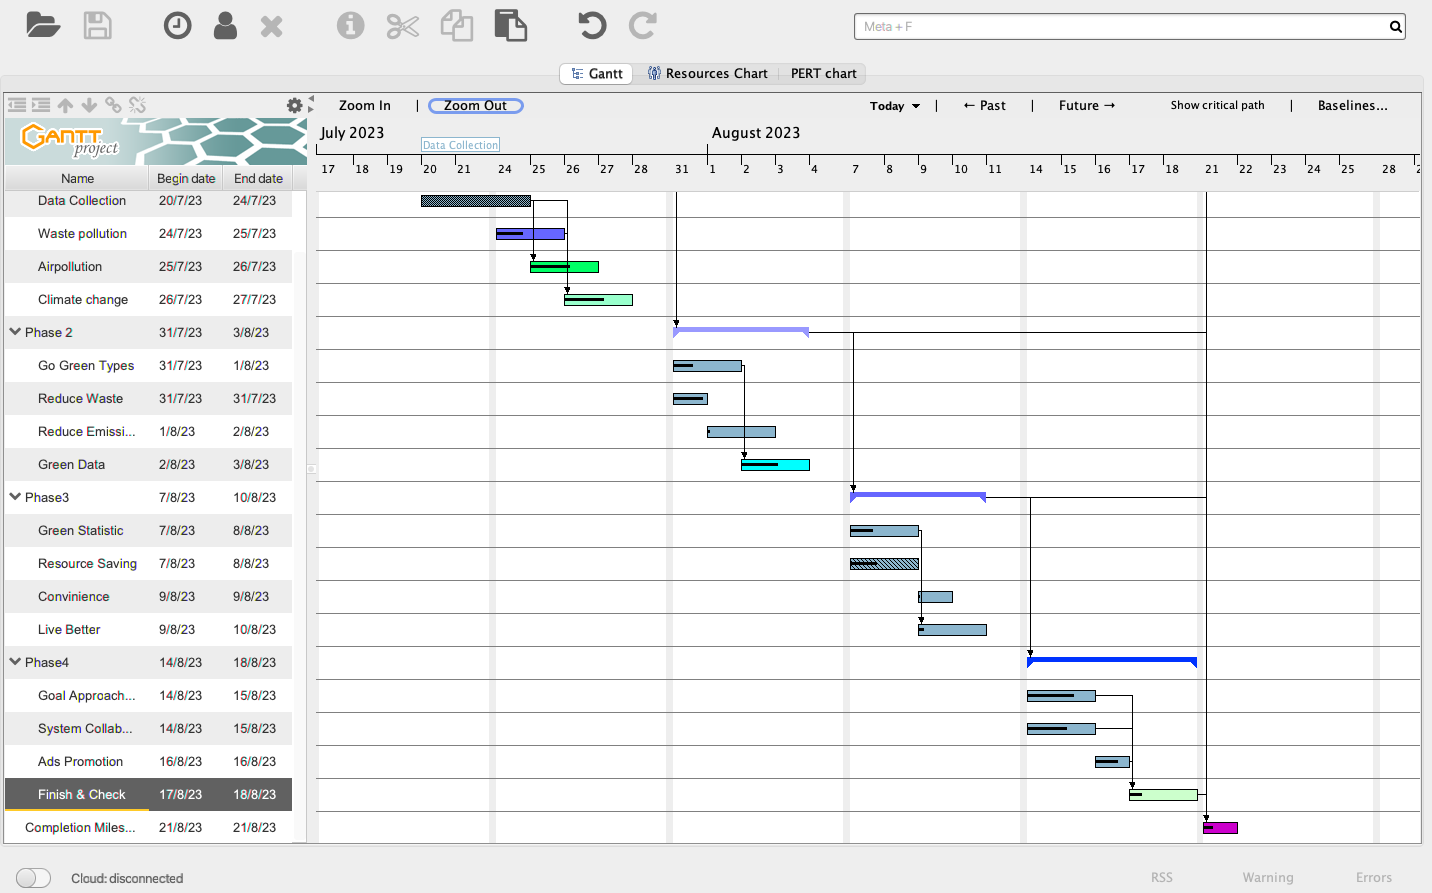 Meta + F
Gantt
Resources Chart
PERT chart
Zoom In | Zoom Out
Today | ← Past | Future → Show critical path | Baselines...
GANTT
project
July 2023
August 2023
Data Collection
17 18 19 20 21 24 25 26 27 28 31 1 2 3 4 7 8 9 10 11 14 15 16 17 18 21 22 23 24 25 28
Name Begin date End date
Data Collection 20/7/23 24/7/23
Waste pollution 24/7/23 25/7/23
Airpollution 25/7/23 26/7/23
Climate change 26/7/23 27/7/23
Phase 2 31/7/23 3/8/23
Go Green Types 31/7/23 1/8/23
Reduce Waste 31/7/23 31/7/23
Reduce Emissi... 1/8/23 2/8/23
Green Data 2/8/23 3/8/23
Phase3 7/8/23 10/8/23
Green Statistic 7/8/23 8/8/23
Resource Saving 7/8/23 8/8/23
Convinience 9/8/23 9/8/23
Live Better 9/8/23 10/8/23
Phase4 14/8/23 18/8/23
Goal Approach... 14/8/23 15/8/23
System Collab... 14/8/23 15/8/23
Ads Promotion 16/8/23 16/8/23
Finish & Check 17/8/23 18/8/23
Completion Miles... 21/8/23 21/8/23
Cloud: disconnected
RSS Warning Errors